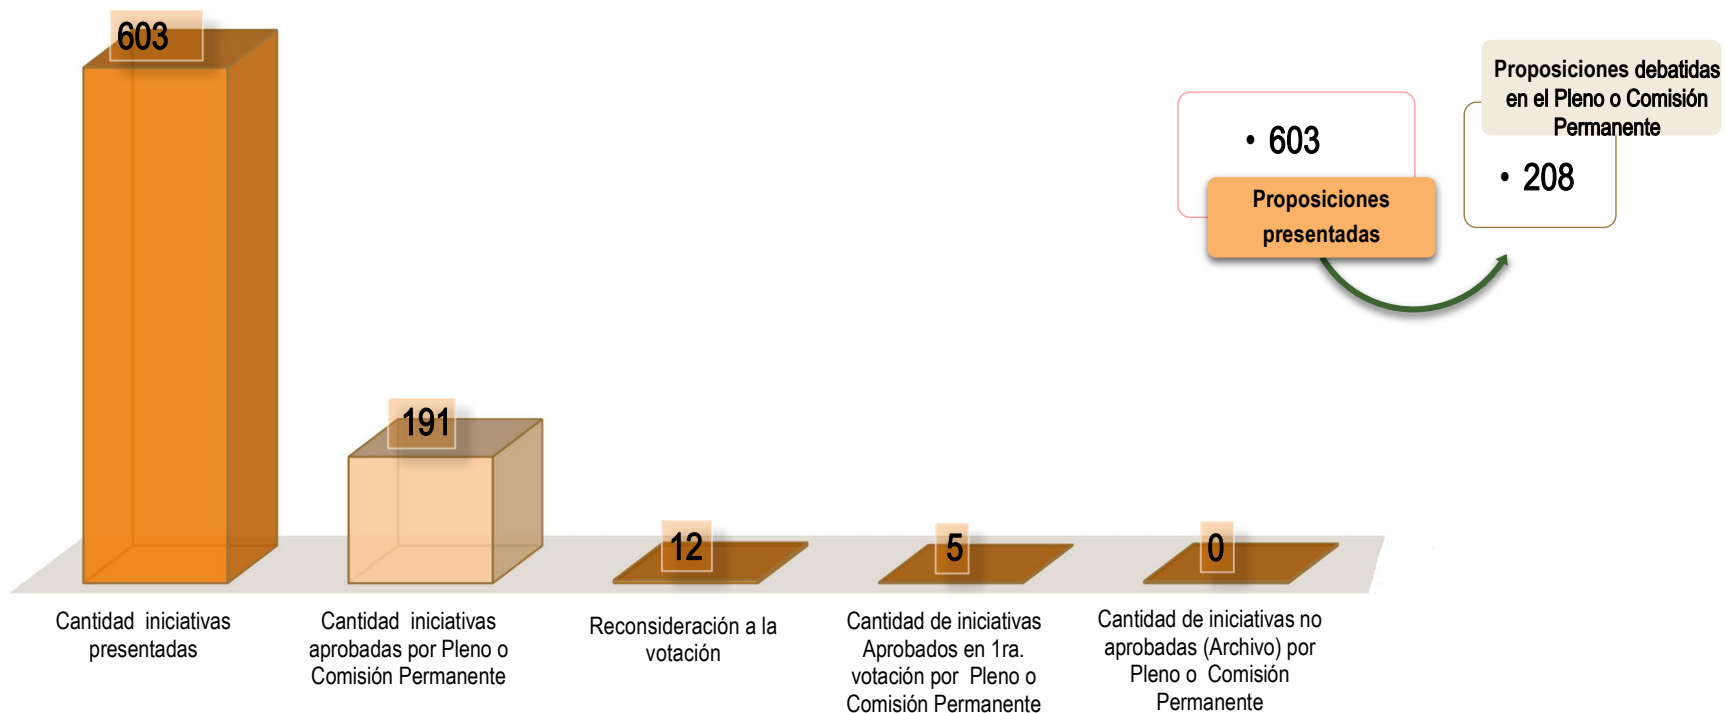 603
191
12
5
0
Cantidad iniciativas
presentadas
Cantidad iniciativas
aprobadas por Pleno o
Comisión Permanente
Reconsideración a la
votación
Cantidad de iniciativas
Aprobados en 1ra.
votación por Pleno o
Comisión Permanente
Cantidad de iniciativas no
aprobadas (Archivo) por
Pleno o Comisión
Permanente
• 603
Proposiciones
presentadas
Proposiciones debatidas
en el Pleno o Comisión
Permanente
• 208